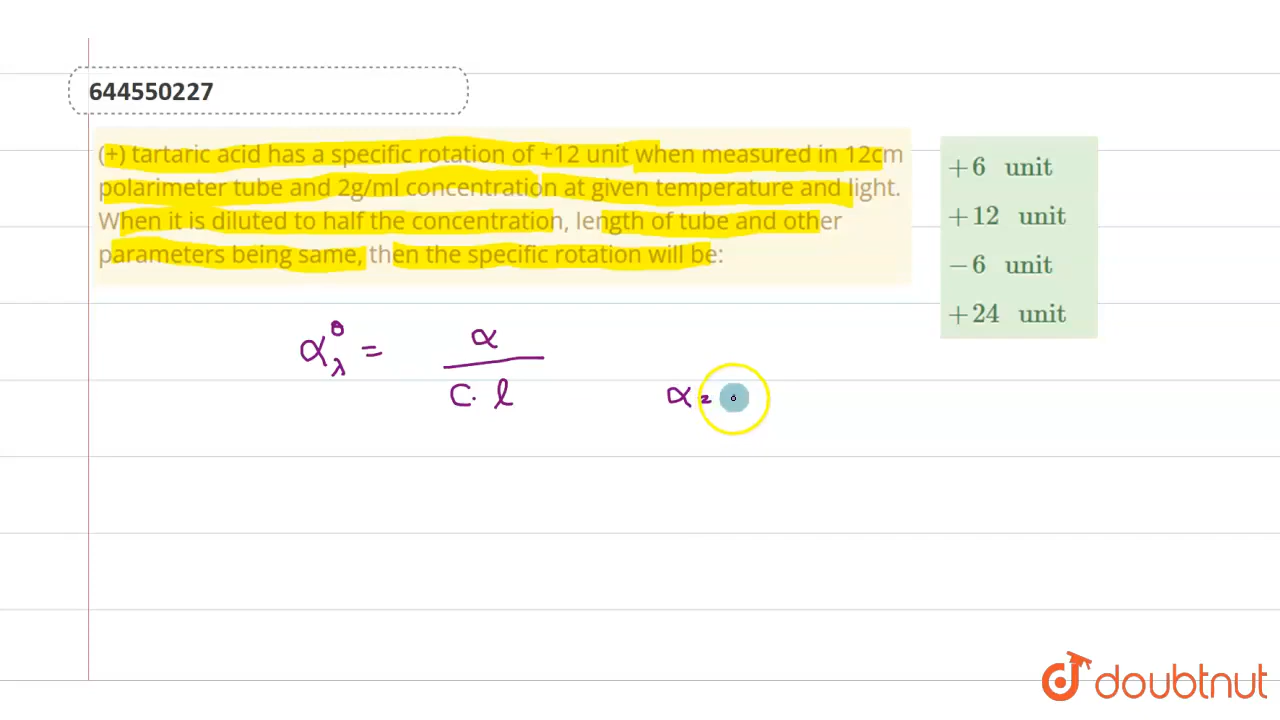 644550227
(+) tartaric acid has a specific rotation of +12 unit when measured in 12cm
polarimeter tube and 2g/ml concentration at given temperature and light.
When it is diluted to half the concentration, length of tube and other
parameters being same, then the specific rotation will be:
+6 unit
+12 unit
−6 unit
+24 unit
α θ λ = α
C. l
α =
doubtnut